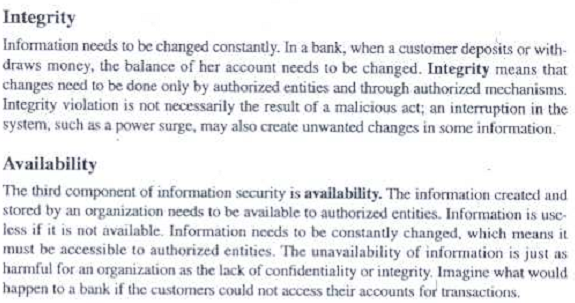 Integrity
Information needs to be changed constantly. In a bank, when a customer deposits or with-
draws money, the balance of her account needs to be changed. Integrity means that
changes need to be done only by authorized entities and through authorized mechanisms.
Integrity violation is not necessarily the result of a malicious act; an interruption in the
system, such as a power surge, may also create unwanted changes in some information.
Availability
The third component of information security is availability. The information created and
stored by an organization needs to be available to authorized entities. Information is use-
less if it is not available. Information needs to be constantly changed, which means it
must be accessible to authorized entities. The unavailability of information is just as
harmful for an organization as the lack of confidentiality or integrity. Imagine what would
happen to a bank if the customers could not access their accounts for transactions.